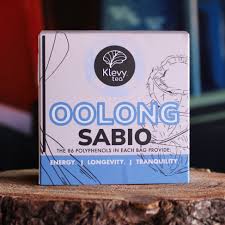 Klevy
tea
OOLONG
SABIO
THE 86 POLYPHENOLS IN EACH BAG PROVIDE:
ENERGY. | LONGEVITY. | TRANQUILITY